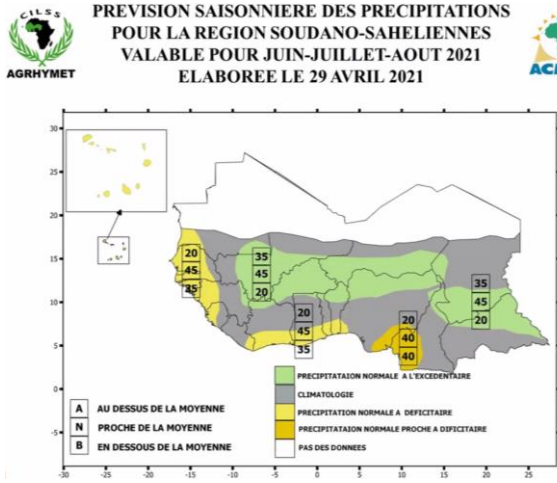 CILSS
AGRHYMET
PREVISION SAISONNIERE DES PRECIPITATIONS
POUR LA REGION SOUDANO-SAHELIENNES
VALABLE POUR JUIN-JUILLET-AOUT 2021
ELABOREE LE 29 AVRIL 2021
30
25
20
15
10
5
0
-5
-10
20
45
35
35
45
20
20
45
35
20
40
40
35
45
20
A AU DESSUS DE LA MOYENNE
N PROCHE DE LA MOYENNE
B EN DESSOUS DE LA MOYENNE
PRECIPITATAION NORMALE A L'EXCEDENTAIRE
CLIMATOLOGIE
PRECIPITATION NORMALE A DEFICITAIRE
PRECIPITATAION NORMALE PROCHE A DIFICITAIRE
PAS DES DONNEES
-30 -25 -20 -15 -10 -5 0 5 10 15 20 25